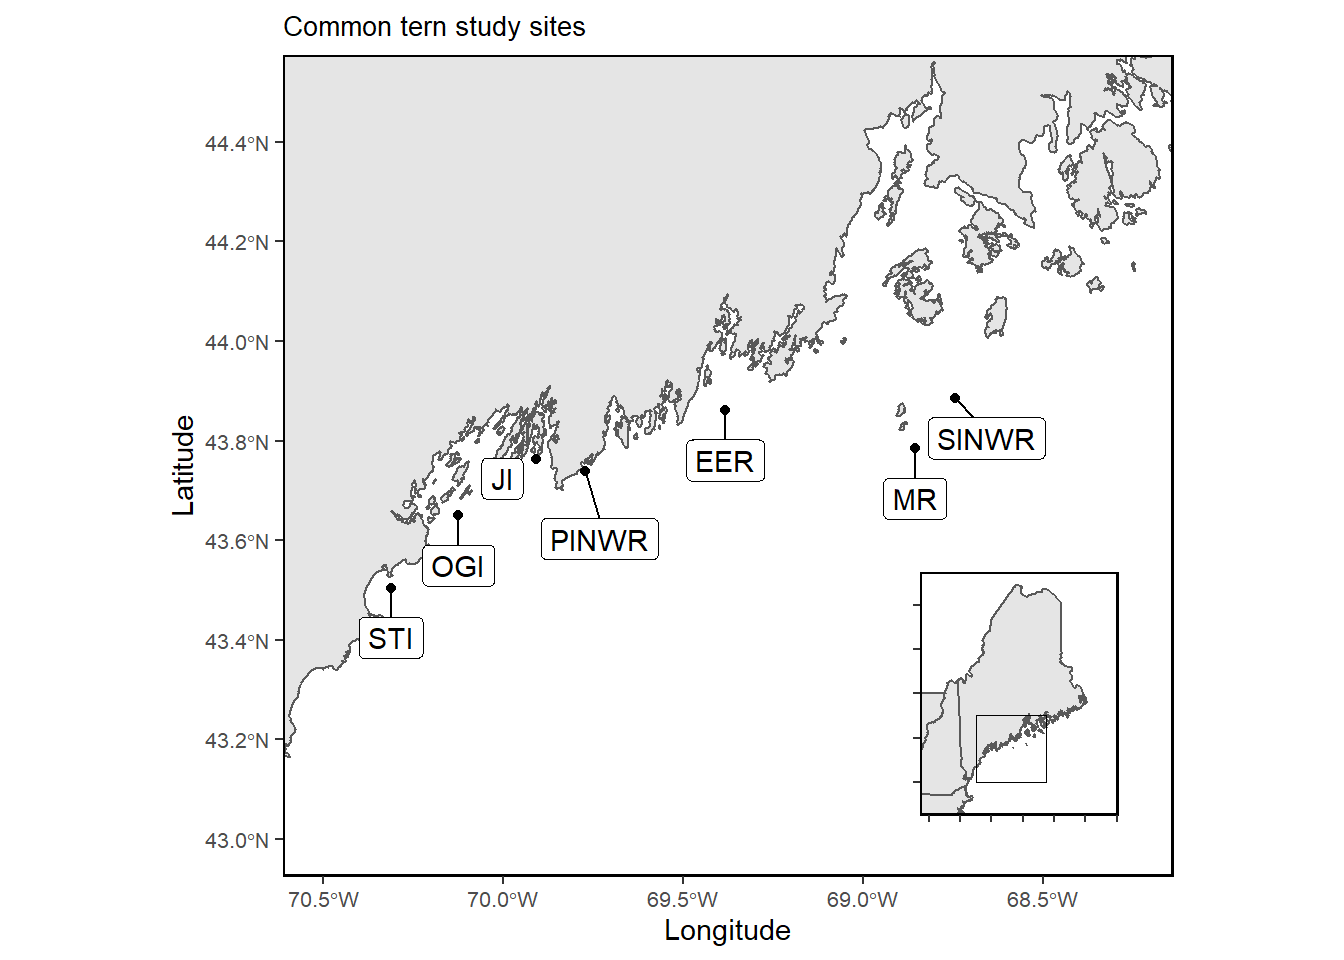 Common tern study sites
44.4°N
44.2°N
44.0°N
43.8°N
43.6°N
43.4°N
43.2°N
43.0°N
Latitude
SINWR
EER
JI
MR
PINWR
OGI
STI
70.5°W
70.0°W
69.5°W
69.0°W
68.5°W
Longitude